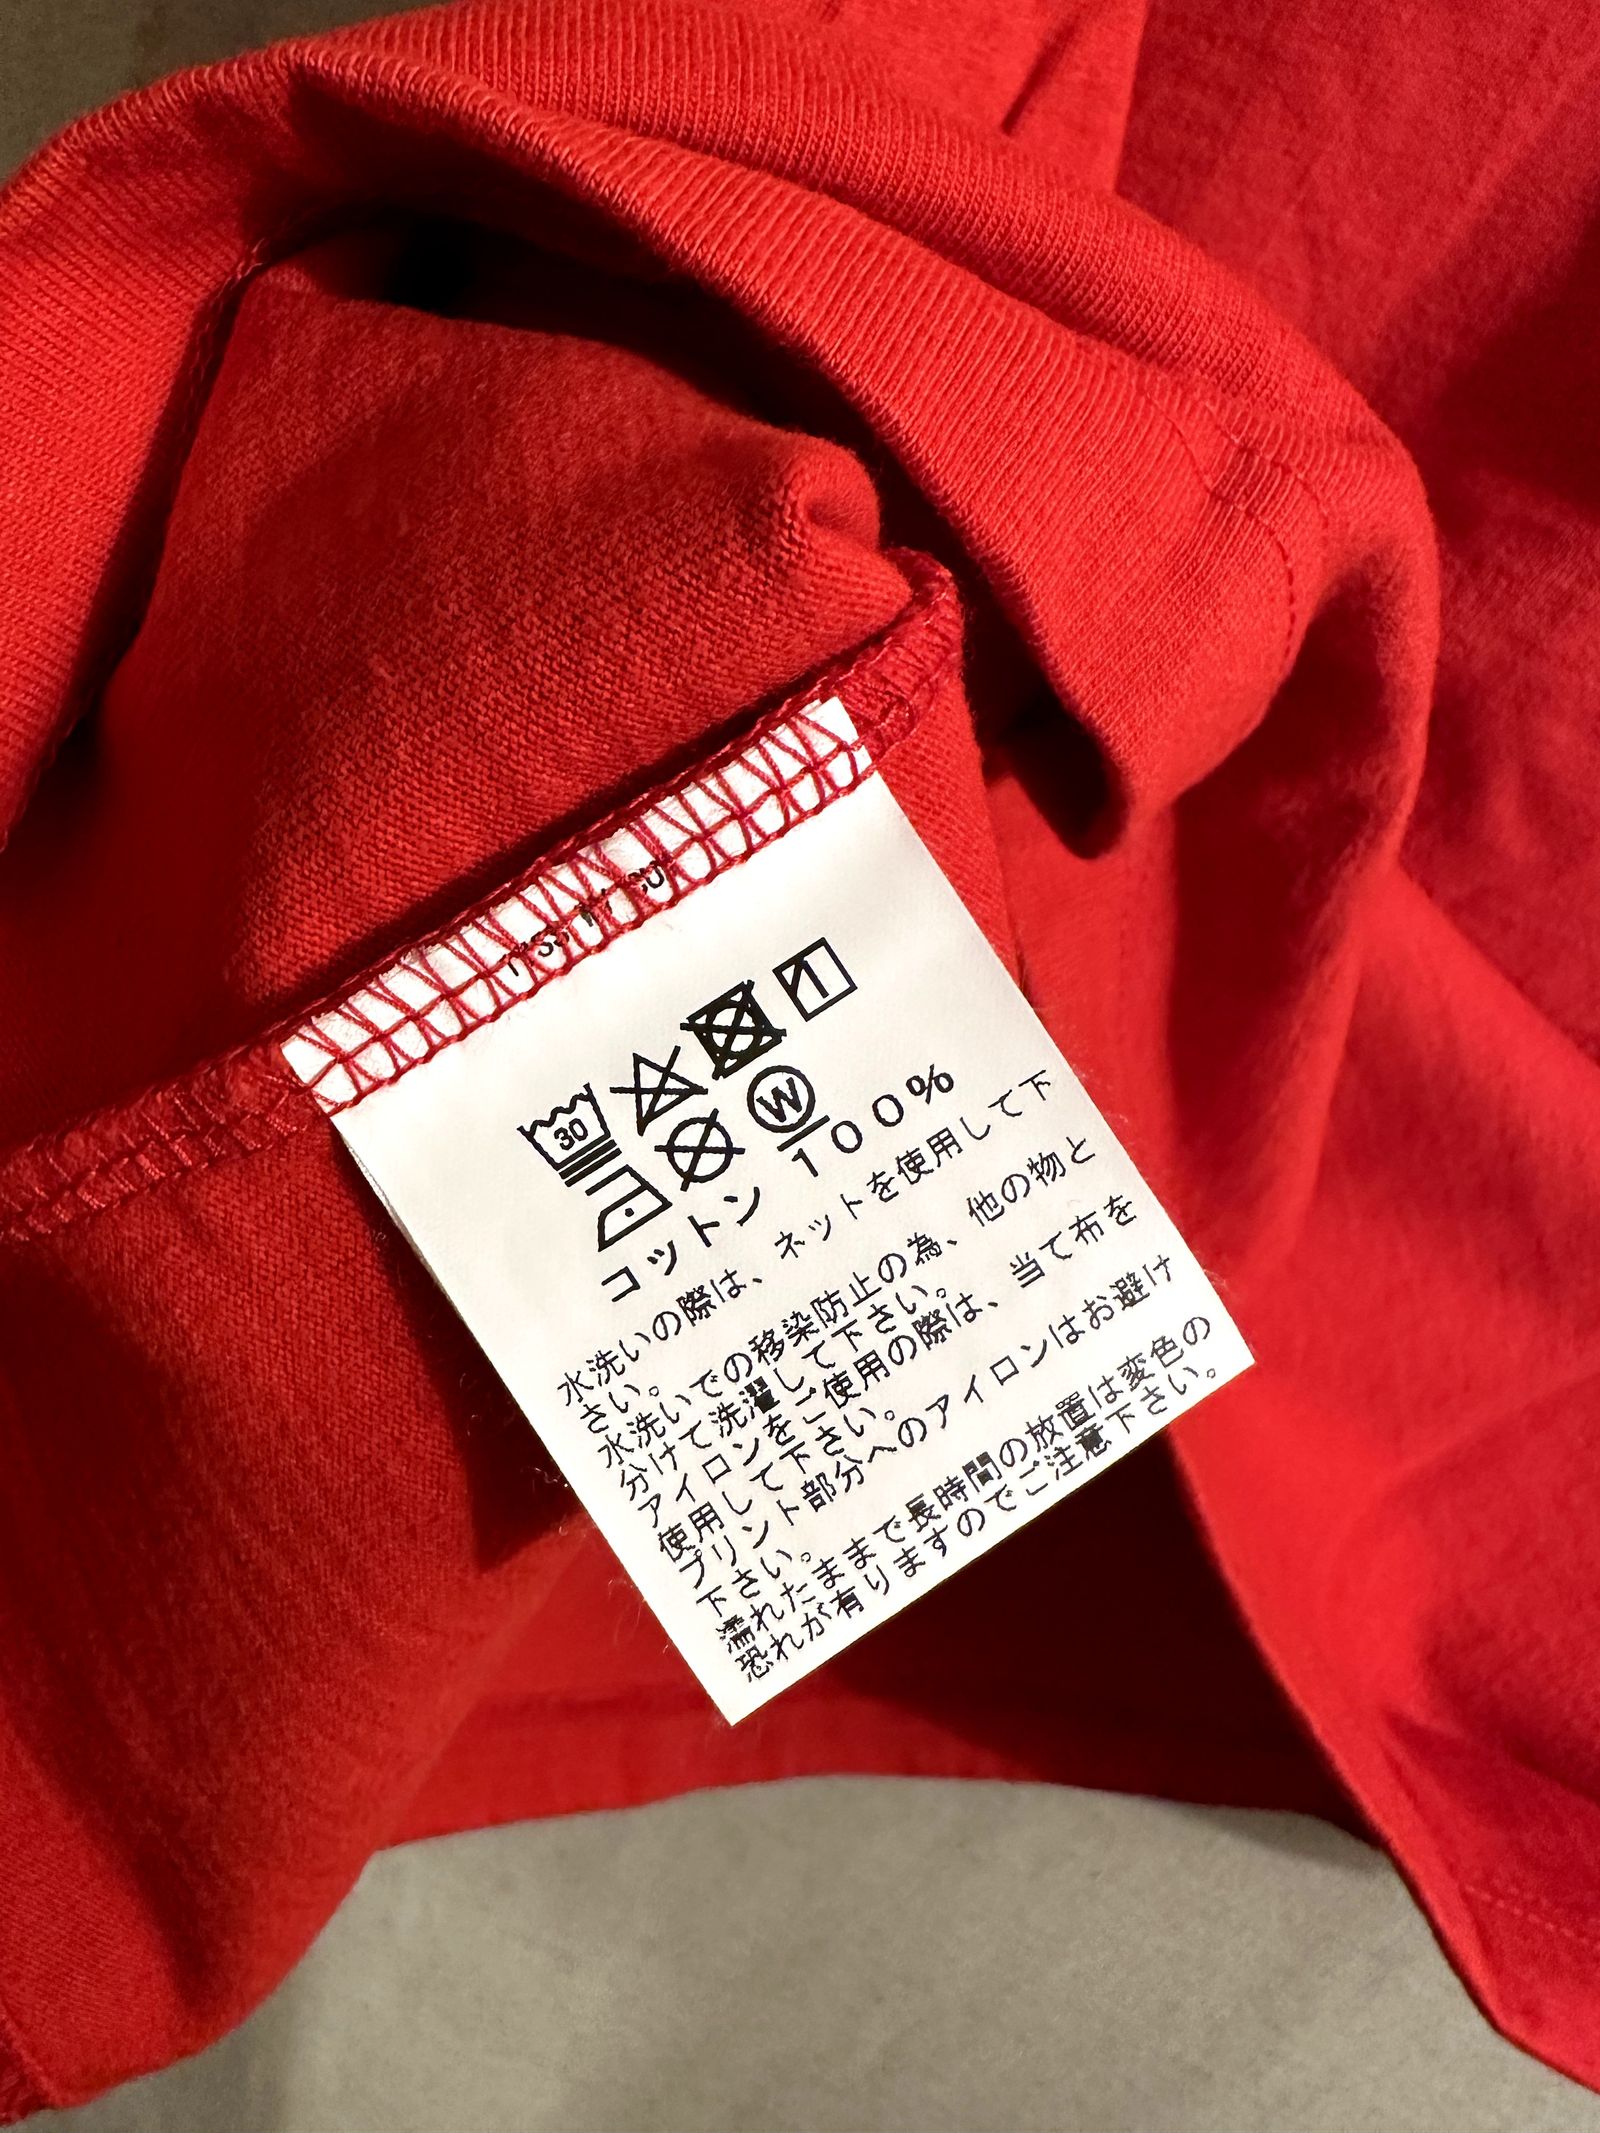 30
W
コットン 100%
水洗いの際は、ネットを使用して下
さい。
水洗いでの移染防止の為、他の物と
分けて洗濯して下さい。
アイロンをご使用の際は、当て布を
使用して下さい。
プリント部分へのアイロンはお避け
下さい。
濡れたままで長時間の放置は変色の
恐れが有りますのでご注意下さい。